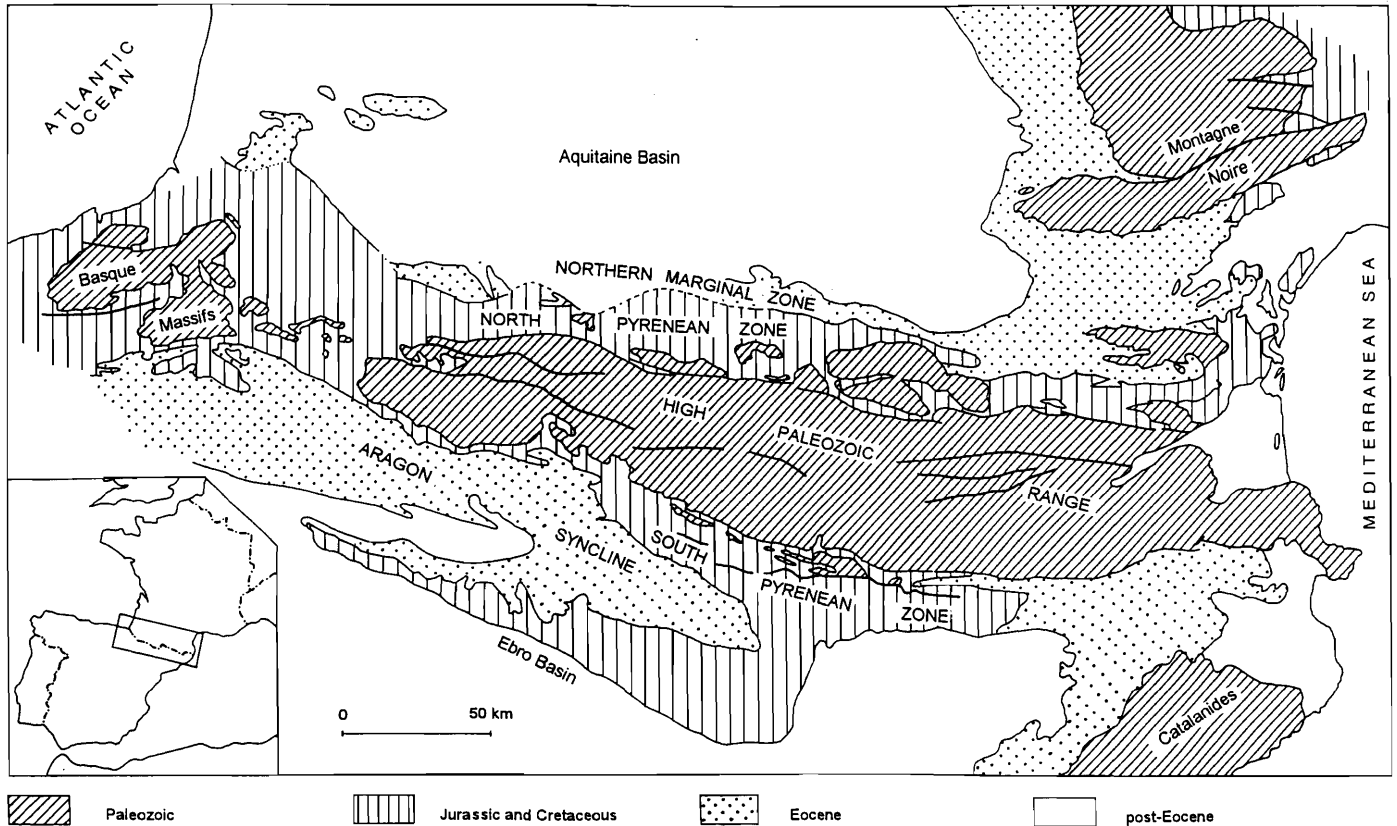 ATLANTIC
OCEAN
Aquitaine Basin
Montagne
Noire
Basque
Massifs
NORTHERN MARGINAL ZONE
NORTH PYRENEAN ZONE
HIGH PALEOZOIC RANGE
MEDITERRANEAN SEA
ARAGON SYNCLINE
SOUTH PYRENEAN ZONE
Ebro Basin
Catalanides
0 50 km
Paleozoic Jurassic and Cretaceous Eocene post-Eocene